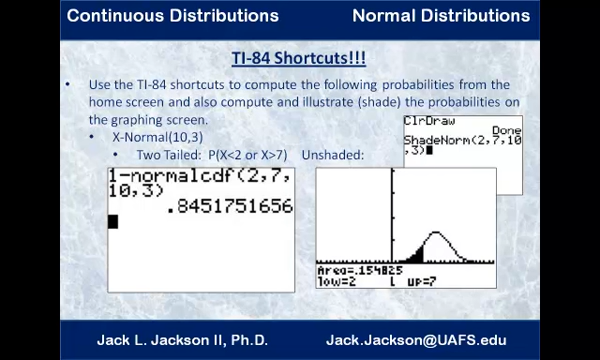 Continuous Distributions
Normal Distributions
TI-84 Shortcuts!!!
• Use the TI-84 shortcuts to compute the following probabilities from the
home screen and also compute and illustrate (shade) the probabilities on
the graphing screen.
• X-Normal(10,3)
• Two Tailed: P(X<2 or X>7) Unshaded:
ClrDraw
Done
ShadeNorm(2,7,10
,3)
1-normalcdf(2,7,
10,3)
.8451751656
Area=.154825
low=2 up=7
Jack L. Jackson II, Ph.D.
Jack.Jackson@UAFS.edu